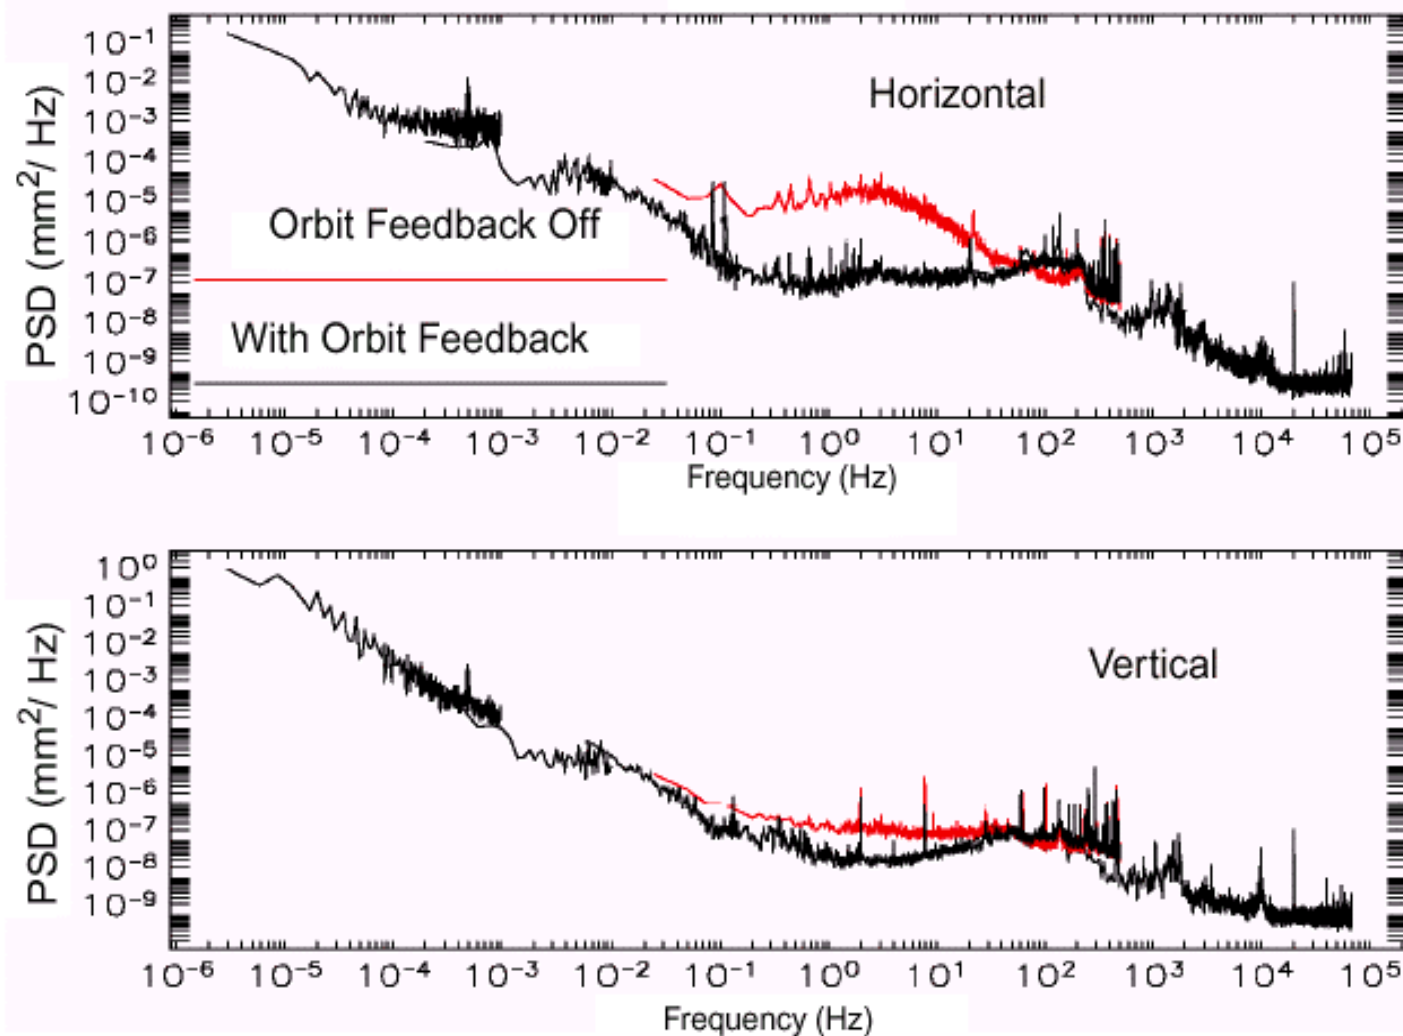 Horizontal
PSD (mm²/ Hz)
10⁻¹
10⁻²
10⁻³
10⁻⁴
10⁻⁵
10⁻⁶
10⁻⁷
10⁻⁸
10⁻⁹
10⁻¹⁰
Orbit Feedback Off
With Orbit Feedback
10⁻⁶ 10⁻⁵ 10⁻⁴ 10⁻³ 10⁻² 10⁻¹ 10⁰ 10¹ 10² 10³ 10⁴ 10⁵
Frequency (Hz)
Vertical
PSD (mm²/ Hz)
10⁰
10⁻¹
10⁻²
10⁻³
10⁻⁴
10⁻⁵
10⁻⁶
10⁻⁷
10⁻⁸
10⁻⁹
10⁻⁶ 10⁻⁵ 10⁻⁴ 10⁻³ 10⁻² 10⁻¹ 10⁰ 10¹ 10² 10³ 10⁴ 10⁵
Frequency (Hz)